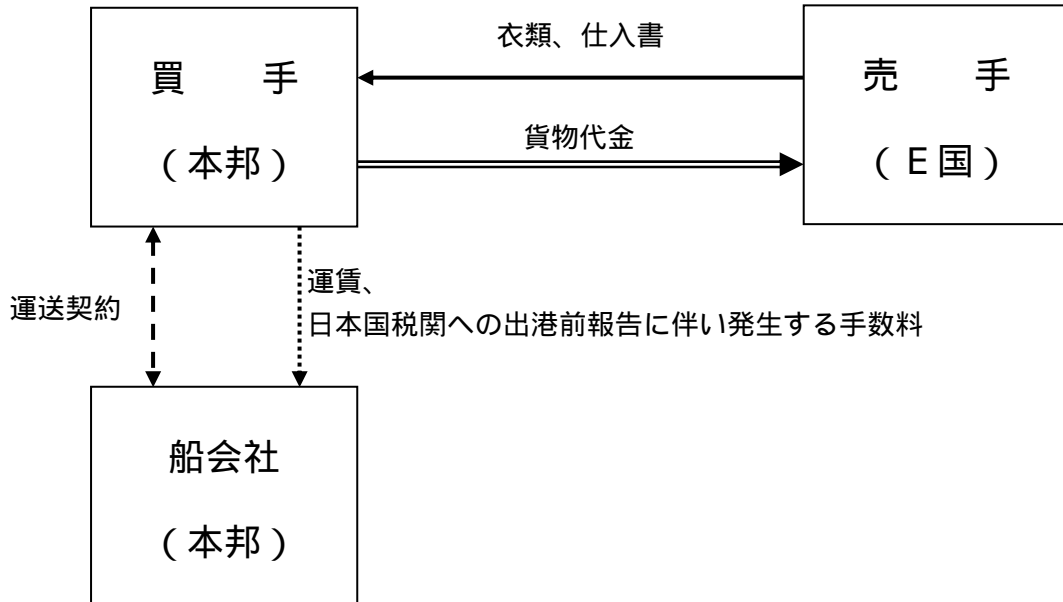 買　　手
（本邦）
衣類、仕入書
貨物代金
売　　手
（Ｅ国）
運送契約
運賃、
日本国税関への出港前報告に伴い発生する手数料
船会社
（本邦）